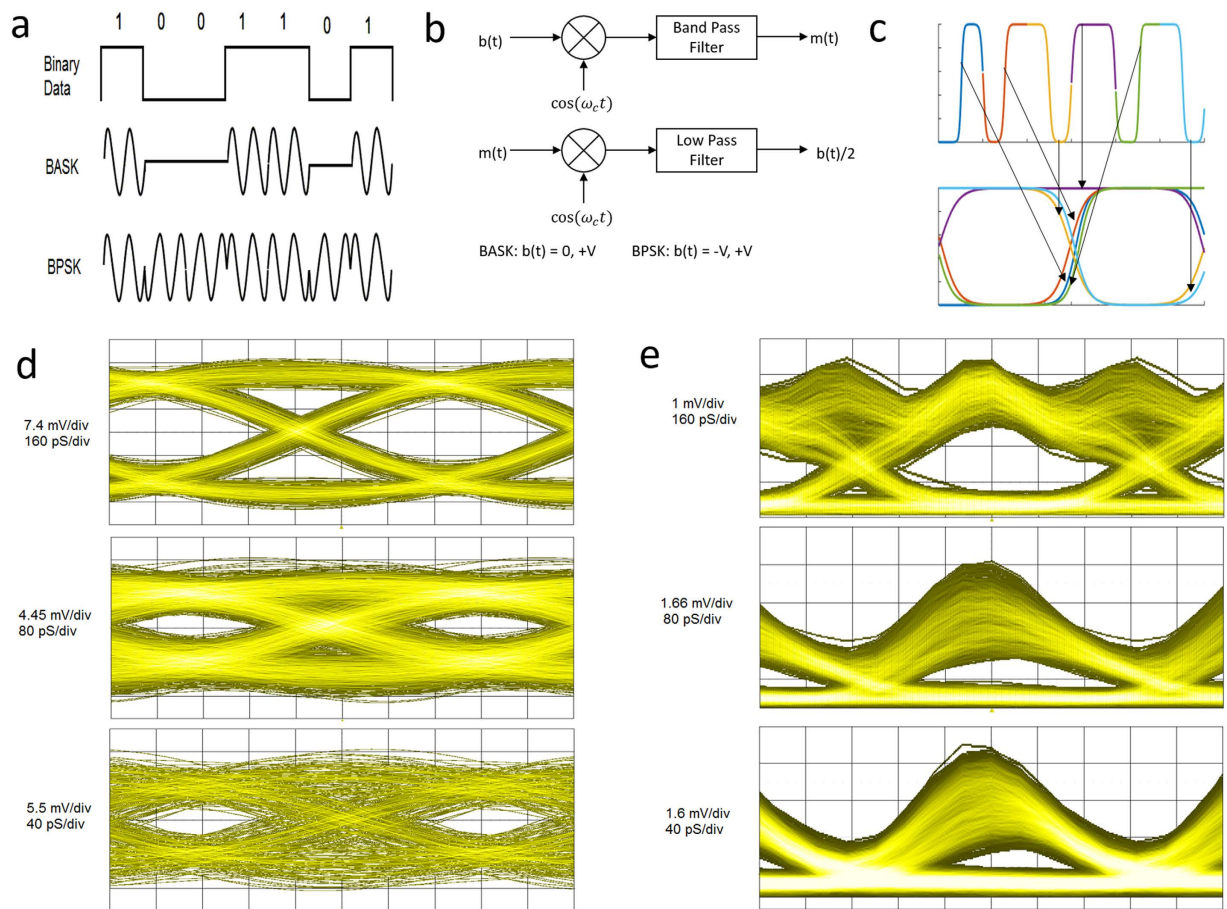 a
1 0 0 1 1 0 1
Binary
Data
BASK
BPSK
b
b(t)
Band Pass
Filter
m(t)
cos(ω_c t)
m(t)
Low Pass
Filter
b(t)/2
cos(ω_c t)
BASK: b(t) = 0, +V
BPSK: b(t) = -V, +V
c
d
7.4 mV/div
160 pS/div
4.45 mV/div
80 pS/div
5.5 mV/div
40 pS/div
e
1 mV/div
160 pS/div
1.66 mV/div
80 pS/div
1.6 mV/div
40 pS/div